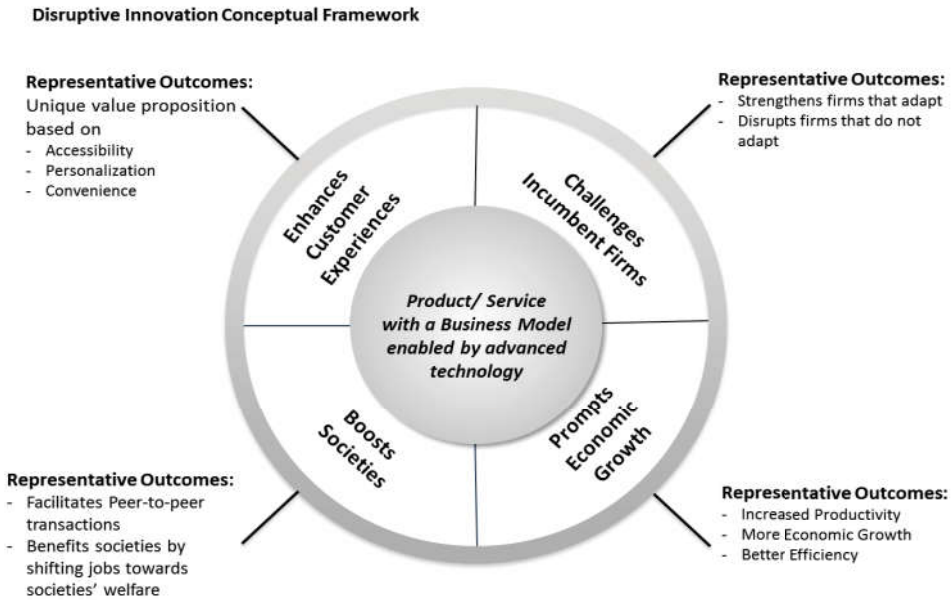 Disruptive Innovation Conceptual Framework
Representative Outcomes:
Unique value proposition
based on
- Accessibility
- Personalization
- Convenience
Representative Outcomes:
- Strengthens firms that adapt
- Disrupts firms that do not
adapt
Enhances
Customer
Experiences
Challenges
Incumbent Firms
Product/ Service
with a Business Model
enabled by advanced
technology
Boosts
Societies
Prompts
Economic
Growth
Representative Outcomes:
- Facilitates Peer-to-peer
transactions
- Benefits societies by
shifting jobs towards
societies’ welfare
Representative Outcomes:
- Increased Productivity
- More Economic Growth
- Better Efficiency